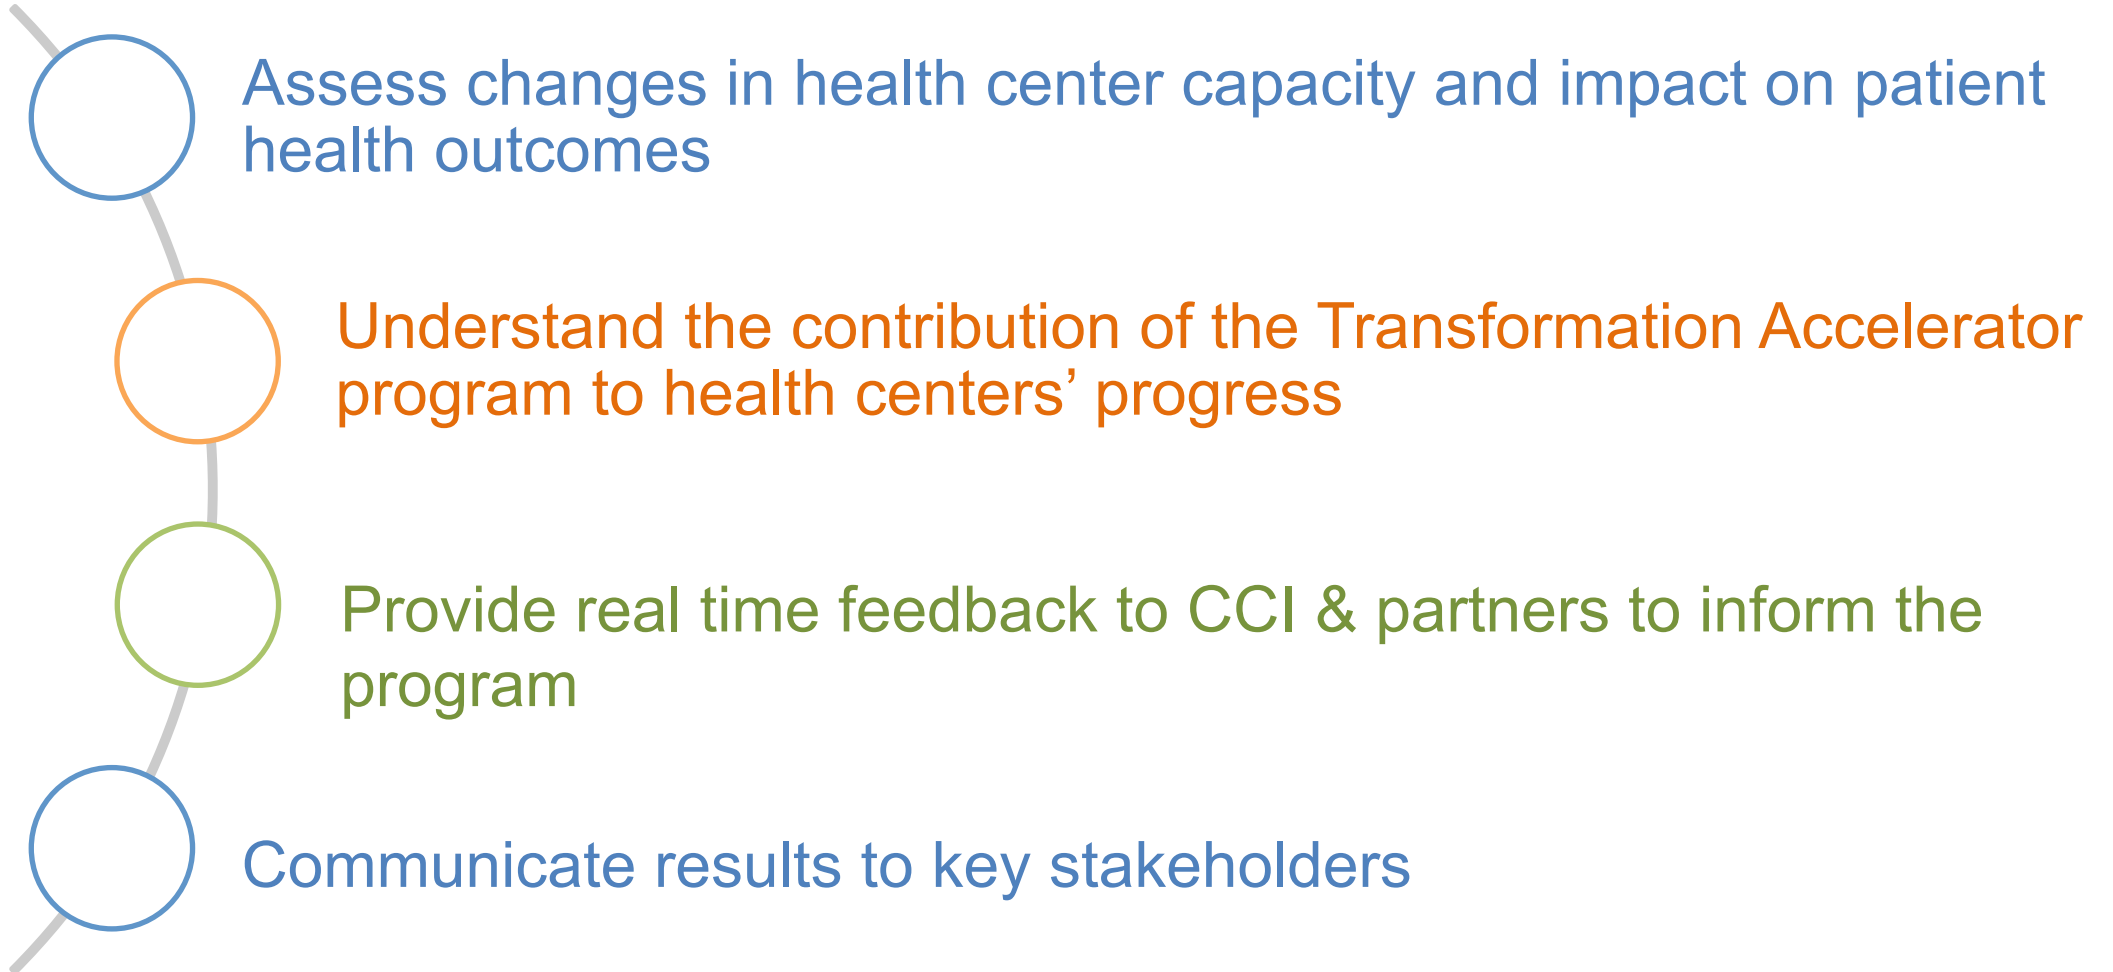 Assess changes in health center capacity and impact on patient
health outcomes
Understand the contribution of the Transformation Accelerator
program to health centers’ progress
Provide real time feedback to CCI & partners to inform the
program
Communicate results to key stakeholders